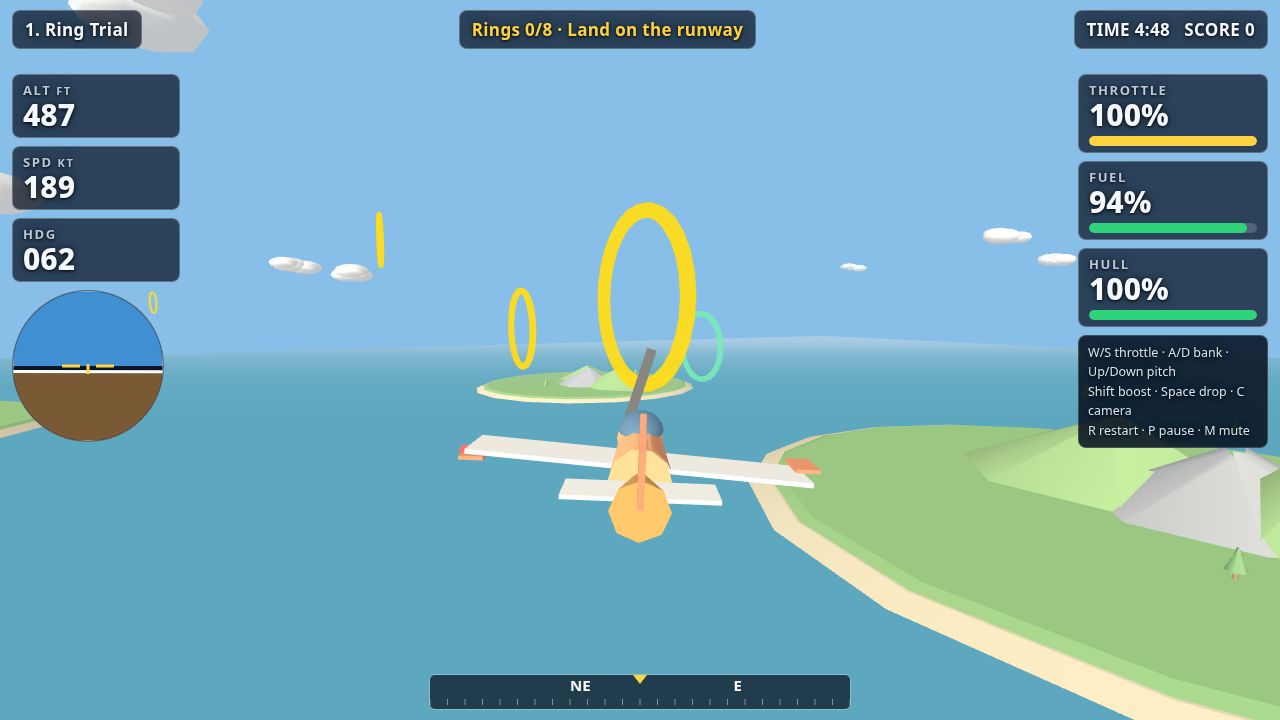 1. Ring Trial
Rings 0/8 · Land on the runway
TIME 4:48 SCORE 0
ALT FT
487
SPD KT
189
HDG
062
THROTTLE
100%
FUEL
94%
HULL
100%
W/S throttle · A/D bank ·
Up/Down pitch
Shift boost · Space drop · C
camera
R restart · P pause · M mute
NE E